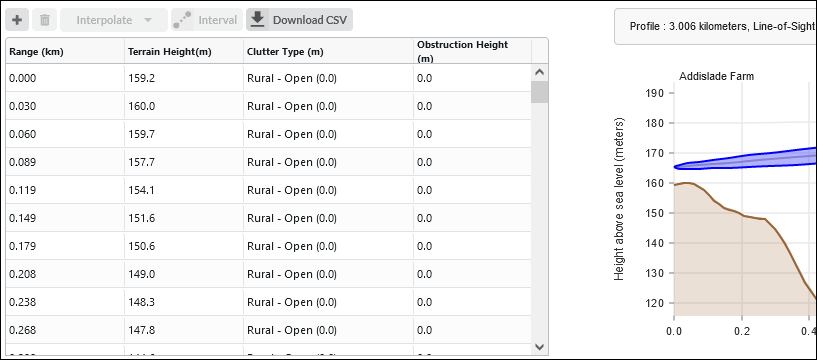 Interpolate Interval Download CSV
Range (km) Terrain Height(m) Clutter Type (m) Obstruction Height (m)
0.000 159.2 Rural - Open (0.0) 0.0
0.030 160.0 Rural - Open (0.0) 0.0
0.060 159.7 Rural - Open (0.0) 0.0
0.089 157.7 Rural - Open (0.0) 0.0
0.119 154.1 Rural - Open (0.0) 0.0
0.149 151.6 Rural - Open (0.0) 0.0
0.179 150.6 Rural - Open (0.0) 0.0
0.208 149.0 Rural - Open (0.0) 0.0
0.238 148.3 Rural - Open (0.0) 0.0
0.268 147.8 Rural - Open (0.0) 0.0
Profile : 3.006 kilometers, Line-of-Sight
Addislade Farm
Height above sea level (meters)
190
180
170
160
150
140
130
120
0.0 0.2 0.4